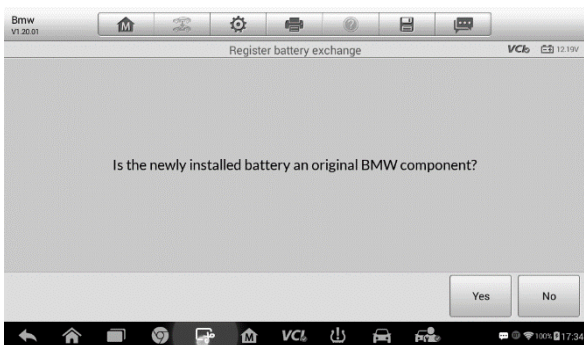 Bmw
V1.20.01
M
Register battery exchange
VCI
12.19V
Is the newly installed battery an original BMW component?
Yes
No
M
VCI
100%
17:34